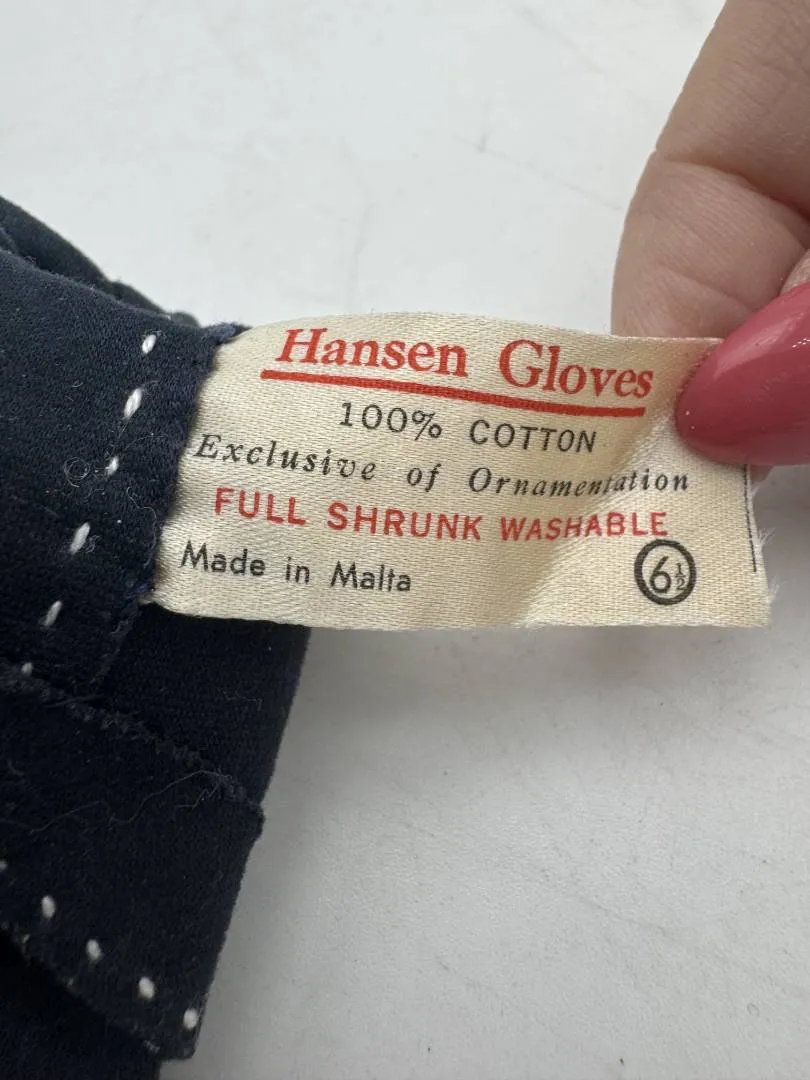 Hansen Gloves
100% COTTON
Exclusive of Ornamentation
FULL SHRUNK WASHABLE
Made in Malta 6½